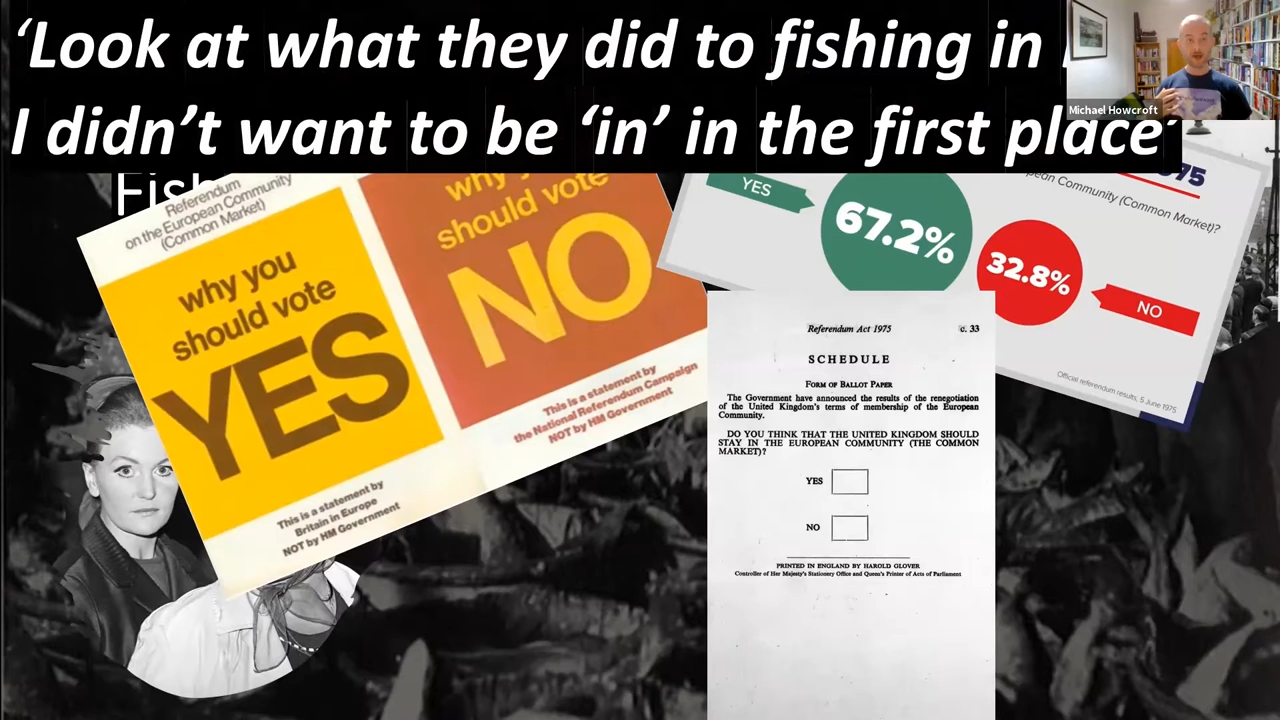 ‘Look at what they did to fishing in
I didn’t want to be ‘in’ in the first place’
Michael Howcroft
Fish
Referendum
on the European Community
(Common Market)
why you
should vote
YES
This is a statement by
Britain in Europe
NOT by HM Government
why
should vote
NO
This is a statement by
the National Referendum Campaign
NOT by HM Government
YES
67.2%
75
Community (Common Market)?
32.8%
NO
Official referendum results, 5 June 1975
Referendum Act 1975 c. 33
SCHEDULE
FORM OF BALLOT PAPER
The Government have announced the results of the renegotiation
of the United Kingdom's terms of membership of the European
Community.
DO YOU THINK THAT THE UNITED KINGDOM SHOULD
STAY IN THE EUROPEAN COMMUNITY (THE COMMON
MARKET)?
YES
NO
PRINTED IN ENGLAND BY HAROLD GLOVER
Controller of Her Majesty's Stationery Office and Queen's Printer of Acts of Parliament